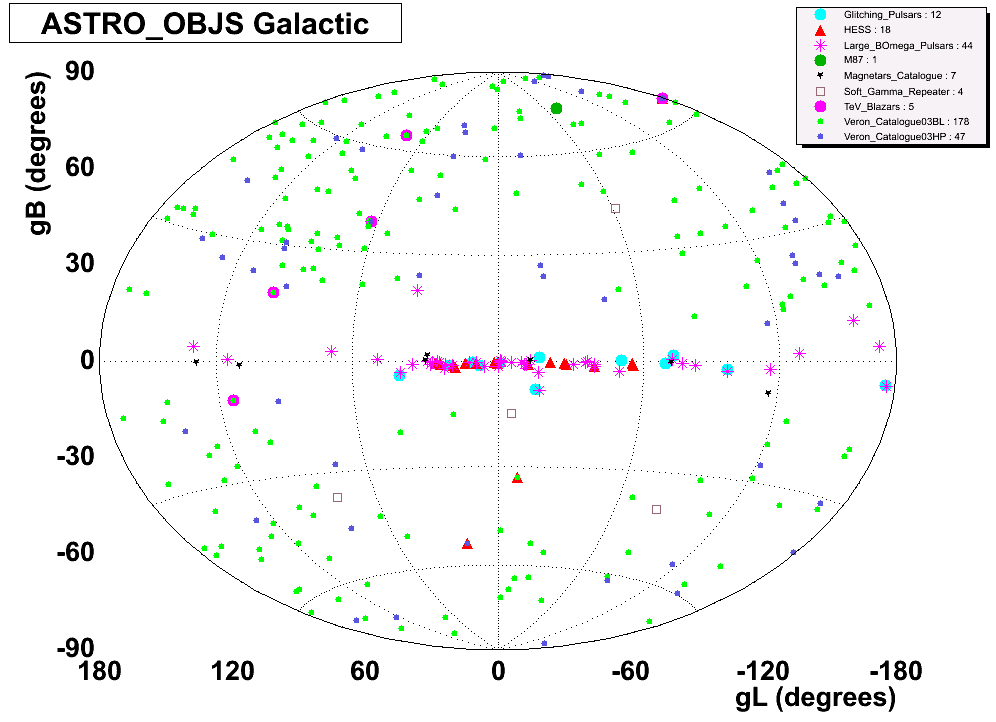 ASTRO_OBJS Galactic
Glitching_Pulsars : 12
HESS : 18
Large_BOmega_Pulsars : 44
M87 : 1
Magnetars_Catalogue : 7
Soft_Gamma_Repeater : 4
TeV_Blazars : 5
Veron_Catalogue03BL : 178
Veron_Catalogue03HP : 47
gB (degrees)
90
60
30
0
-30
-60
-90
180 120 60 0 -60 -120 -180
gL (degrees)